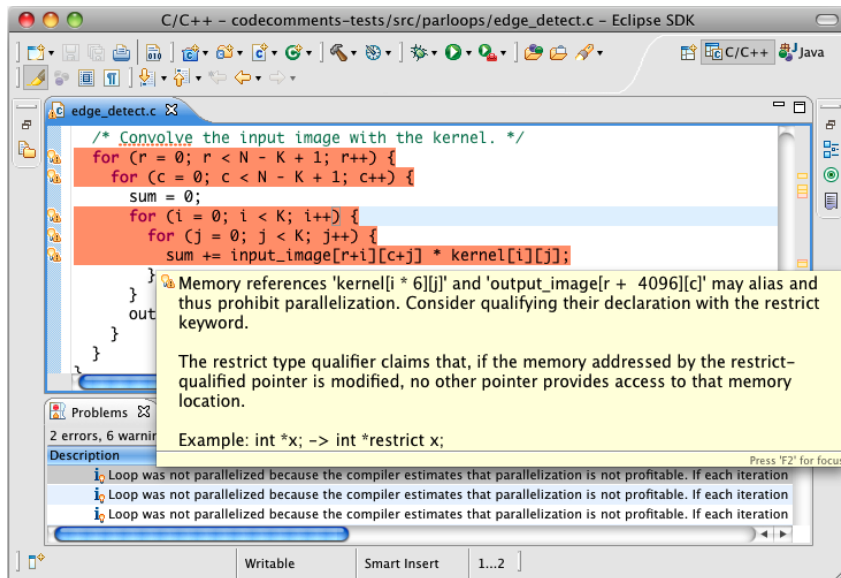 C/C++ - codecomments-tests/src/parloops/edge_detect.c - Eclipse SDK
C/C++ Java
edge_detect.c
/* Convolve the input image with the kernel. */
for (r = 0; r < N - K + 1; r++) {
for (c = 0; c < N - K + 1; c++) {
sum = 0;
for (i = 0; i < K; i++) {
for (j = 0; j < K; j++) {
sum += input_image[r+i][c+j] * kernel[i][j];
}
}
out
}
}
}
Memory references 'kernel[i * 6][j]' and 'output_image[r + 4096][c]' may alias and
thus prohibit parallelization. Consider qualifying their declaration with the restrict
keyword.
The restrict type qualifier claims that, if the memory addressed by the restrict-
qualified pointer is modified, no other pointer provides access to that memory
location.
Example: int *x; -> int *restrict x;
Press 'F2' for focus
Problems
2 errors, 6 warnin
Description
Loop was not parallelized because the compiler estimates that parallelization is not profitable. If each iteration
Loop was not parallelized because the compiler estimates that parallelization is not profitable. If each iteration
Loop was not parallelized because the compiler estimates that parallelization is not profitable. If each iteration
Writable Smart Insert 1...2